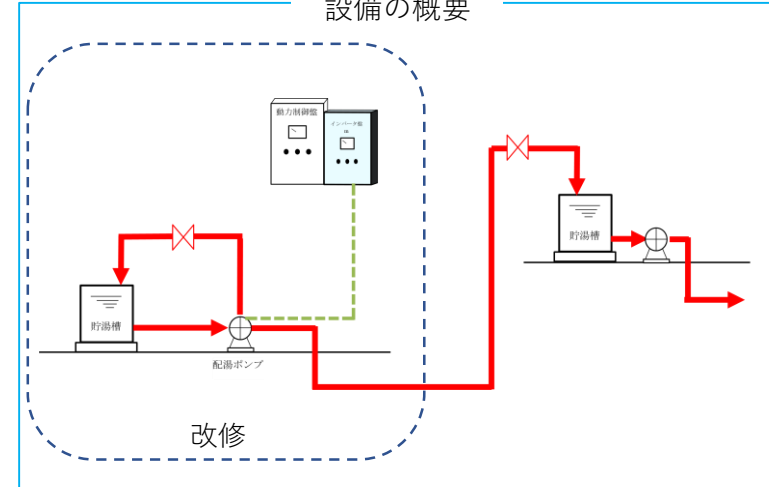 設備の概要
動力制御盤
インバータ盤
貯湯槽
貯湯槽
配湯ポンプ
改修